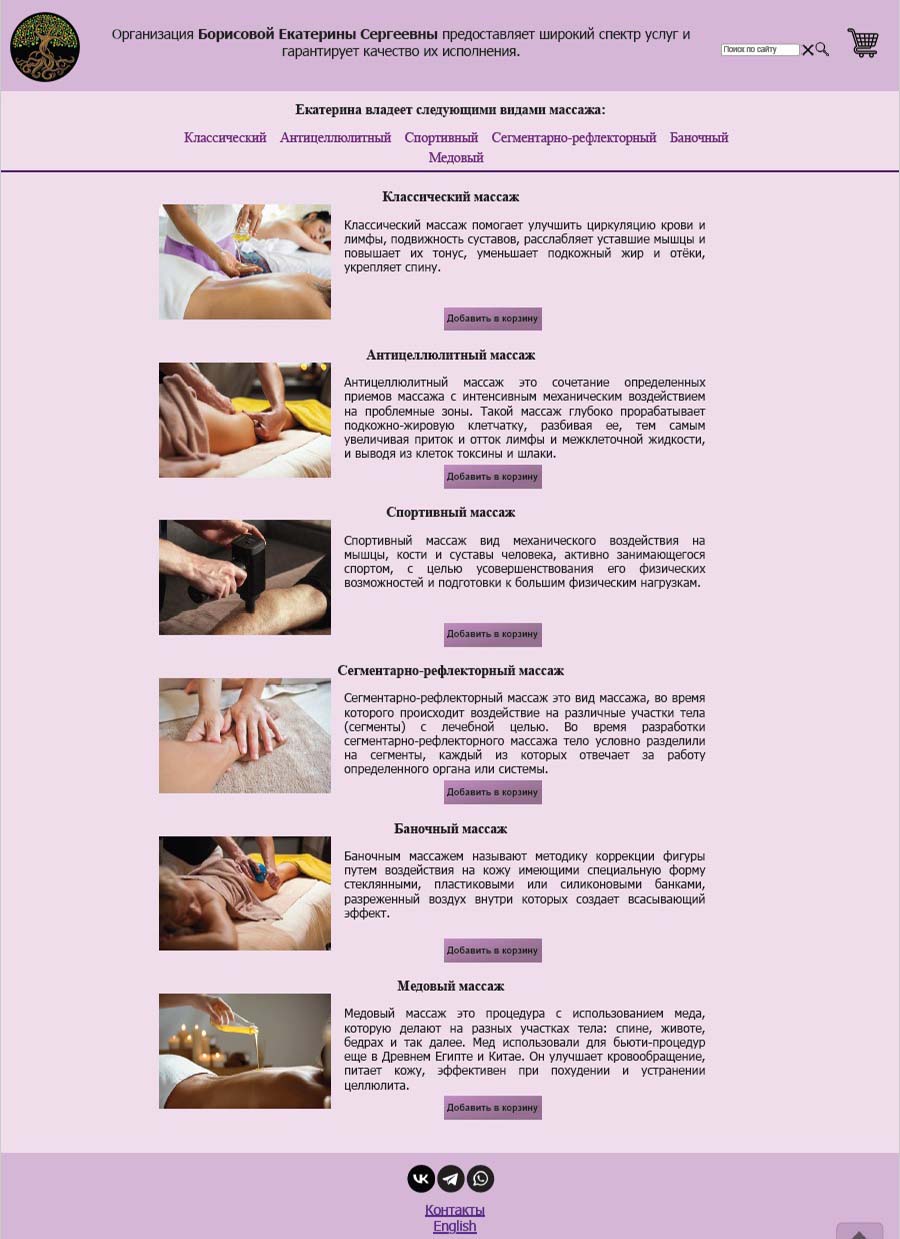 Организация Борисовой Екатерины Сергеевны предоставляет широкий спектр услуг и
гарантирует качество их исполнения.
Поиск по сайту
Екатерина владеет следующими видами массажа:
Классический Антицеллюлитный Спортивный Сегментарно-рефлекторный Баночный
Медовый
Классический массаж
Классический массаж помогает улучшить циркуляцию крови и
лимфы, подвижность суставов, расслабляет уставшие мышцы и
повышает их тонус, уменьшает подкожный жир и отёки,
укрепляет спину.
Добавить в корзину
Антицеллюлитный массаж
Антицеллюлитный массаж это сочетание определенных
приемов массажа с интенсивным механическим воздействием
на проблемные зоны. Такой массаж глубоко прорабатывает
подкожно-жировую клетчатку, разбивая ее, тем самым
увеличивая приток и отток лимфы и межклеточной жидкости,
и выводя из клеток токсины и шлаки.
Добавить в корзину
Спортивный массаж
Спортивный массаж вид механического воздействия на
мышцы, кости и суставы человека, активно занимающегося
спортом, с целью усовершенствования его физических
возможностей и подготовки к большим физическим нагрузкам.
Добавить в корзину
Сегментарно-рефлекторный массаж
Сегментарно-рефлекторный массаж это вид массажа, во время
которого происходит воздействие на различные участки тела
(сегменты) с лечебной целью. Во время разработки
сегментарно-рефлекторного массажа тело условно разделили
на сегменты, каждый из которых отвечает за работу
определенного органа или системы.
Добавить в корзину
Баночный массаж
Баночным массажем называют методику коррекции фигуры
путем воздействия на кожу имеющими специальную форму
стеклянными, пластиковыми или силиконовыми банками,
разреженный воздух внутри которых создает всасывающий
эффект.
Добавить в корзину
Медовый массаж
Медовый массаж это процедура с использованием меда,
которую делают на разных участках тела: спине, животе,
бедрах и так далее. Мед использовали для бьюти-процедур
еще в Древнем Египте и Китае. Он улучшает кровообращение,
питает кожу, эффективен при похудении и устранении
целлюлита.
Добавить в корзину
Контакты
English